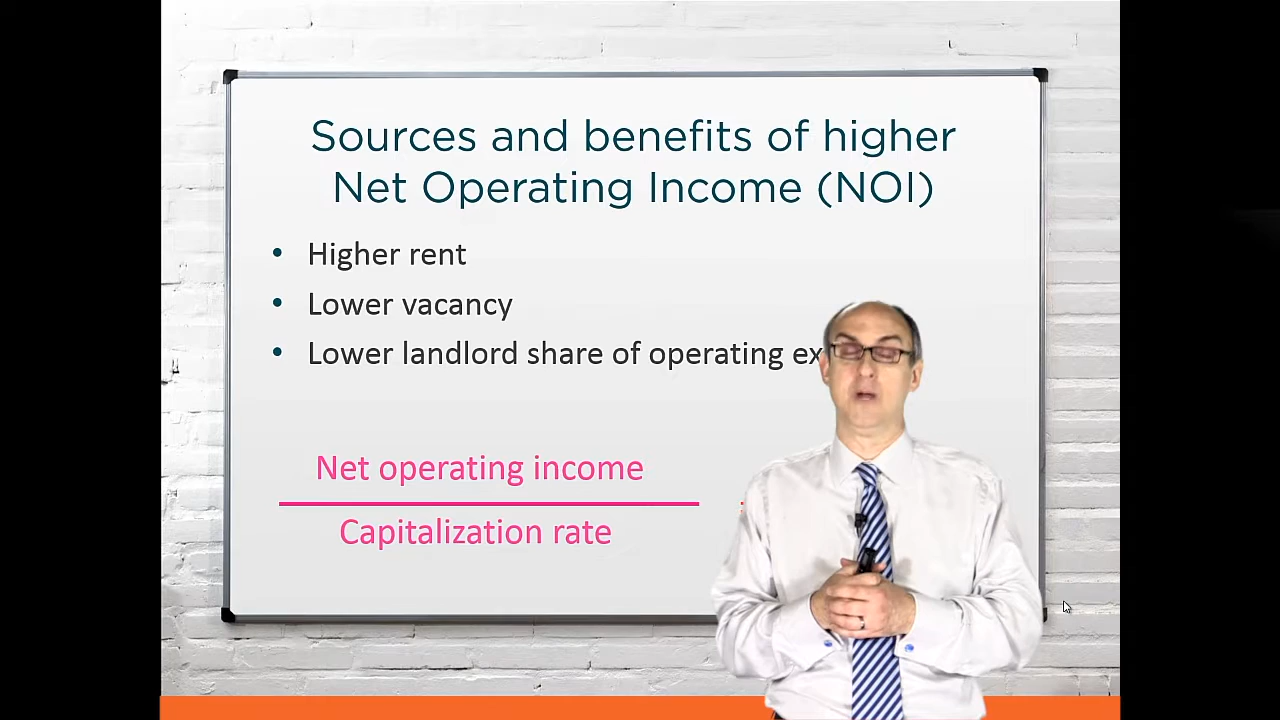 Sources and benefits of higher
Net Operating Income (NOI)
• Higher rent
• Lower vacancy
• Lower landlord share of operating
Net operating income
Capitalization rate